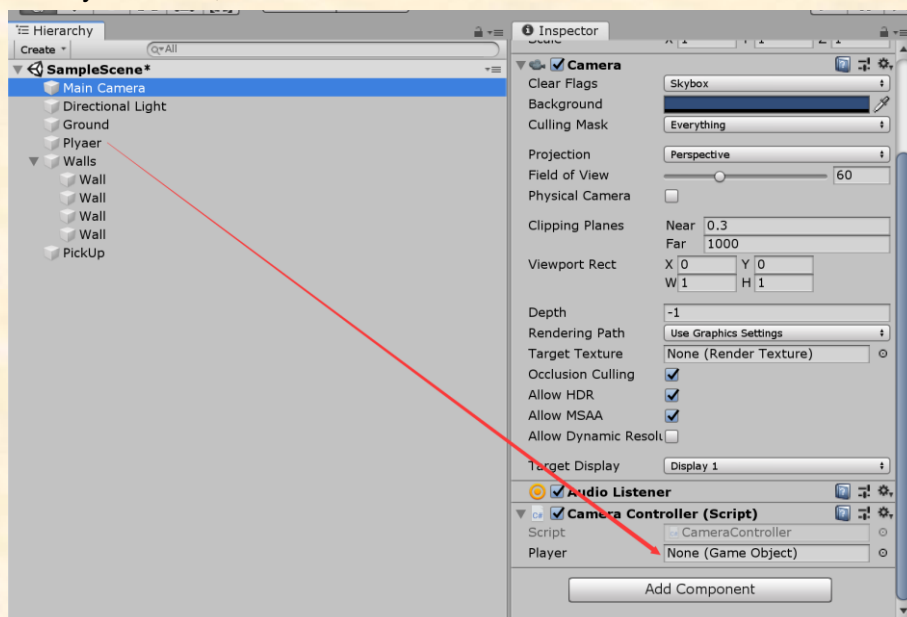 Hierarchy
Create
All
SampleScene*
Main Camera
Directional Light
Ground
Plyaer
Walls
Wall
Wall
Wall
Wall
PickUp
Inspector
Scale X 1 Y 1 Z 1
Camera
Clear Flags Skybox
Background
Culling Mask Everything
Projection Perspective
Field of View 60
Physical Camera
Clipping Planes Near 0.3
Far 1000
Viewport Rect X 0 Y 0
W 1 H 1
Depth -1
Rendering Path Use Graphics Settings
Target Texture None (Render Texture)
Occlusion Culling
Allow HDR
Allow MSAA
Allow Dynamic Resolu
Target Display Display 1
Audio Listener
Camera Controller (Script)
Script CameraController
Player None (Game Object)
Add Component